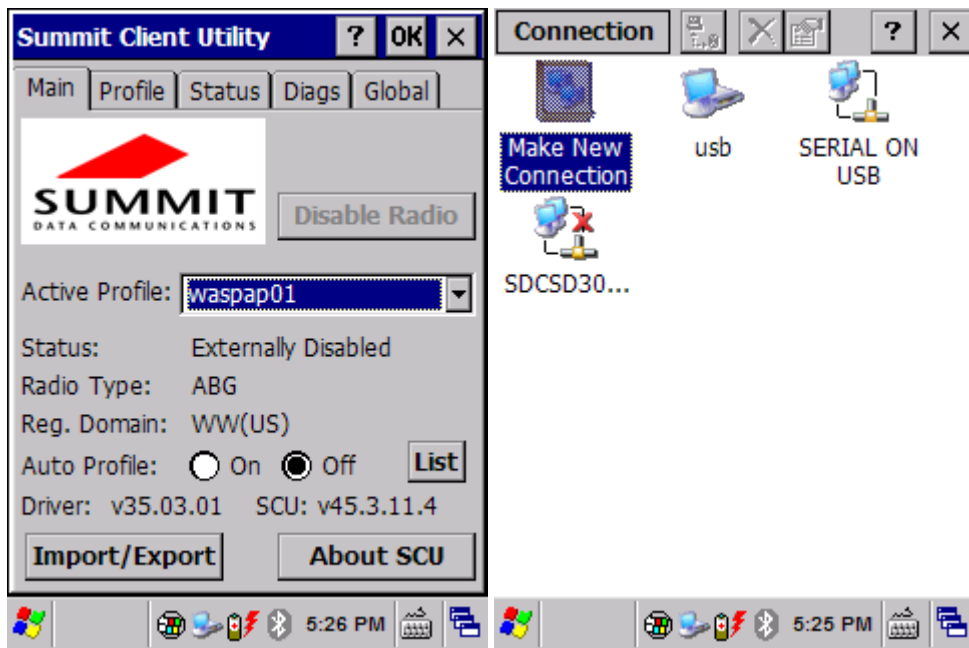 Summit Client Utility ? OK ×
Main Profile Status Diags Global
SUMMIT
DATA COMMUNICATIONS
Disable Radio
Active Profile: waspap01
Status: Externally Disabled
Radio Type: ABG
Reg. Domain: WW(US)
Auto Profile: On Off List
Driver: v35.03.01 SCU: v45.3.11.4
Import/Export About SCU
5:26 PM
Connection ? ×
Make New
Connection
usb
SERIAL ON
USB
SDCSD30...
5:25 PM